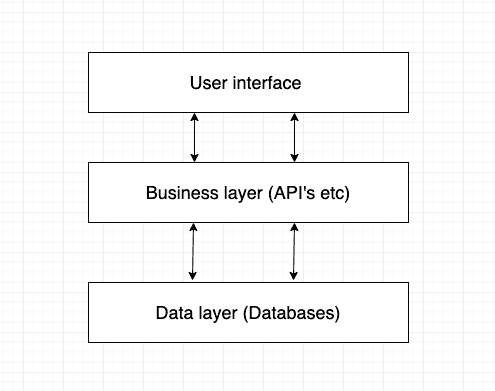 User interface
Business layer (API's etc)
Data layer (Databases)